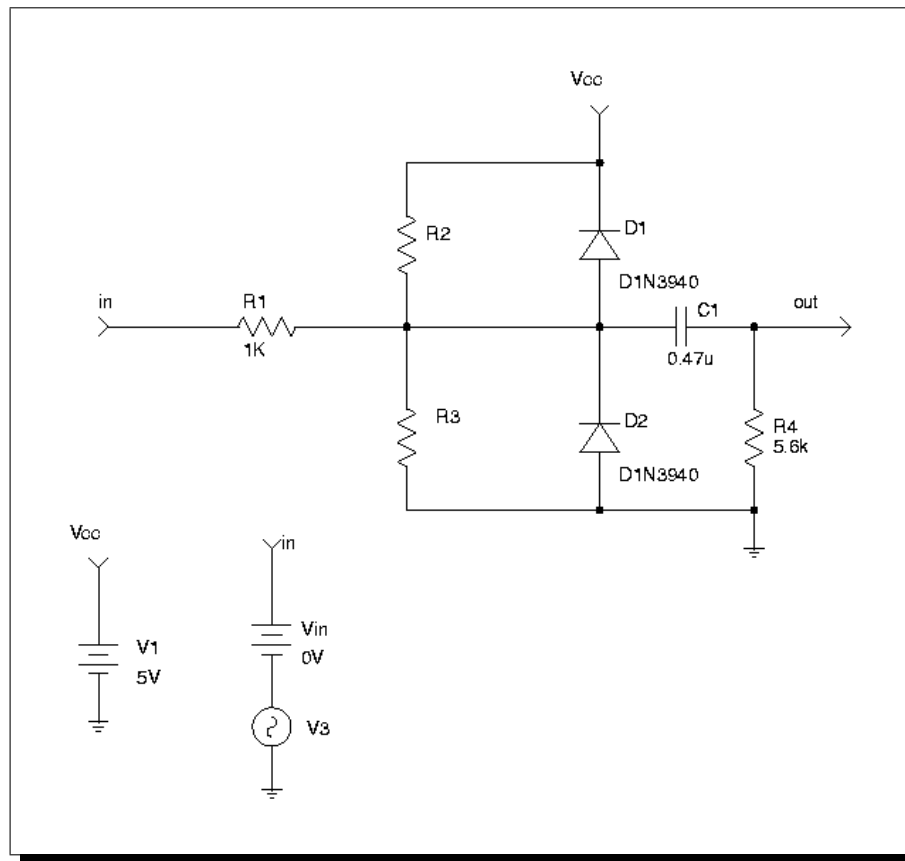 Vcc
R2
D1
D1N3940
in
R1
1K
C1
0.47u
out
R3
D2
D1N3940
R4
5.6k
Vcc
in
V1
5V
Vin
0V
V3